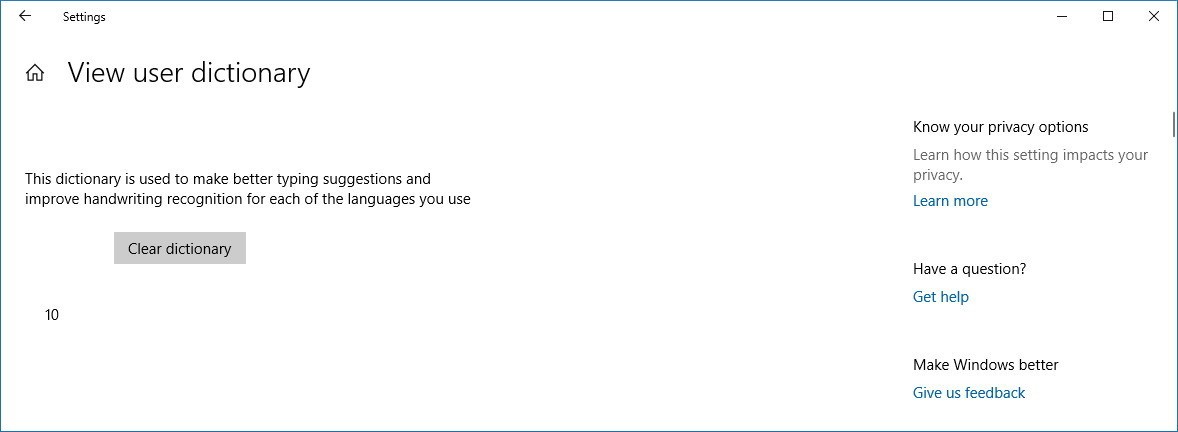 Settings
View user dictionary
This dictionary is used to make better typing suggestions and
improve handwriting recognition for each of the languages you use
Clear dictionary
10
Know your privacy options
Learn how this setting impacts your
privacy.
Learn more
Have a question?
Get help
Make Windows better
Give us feedback